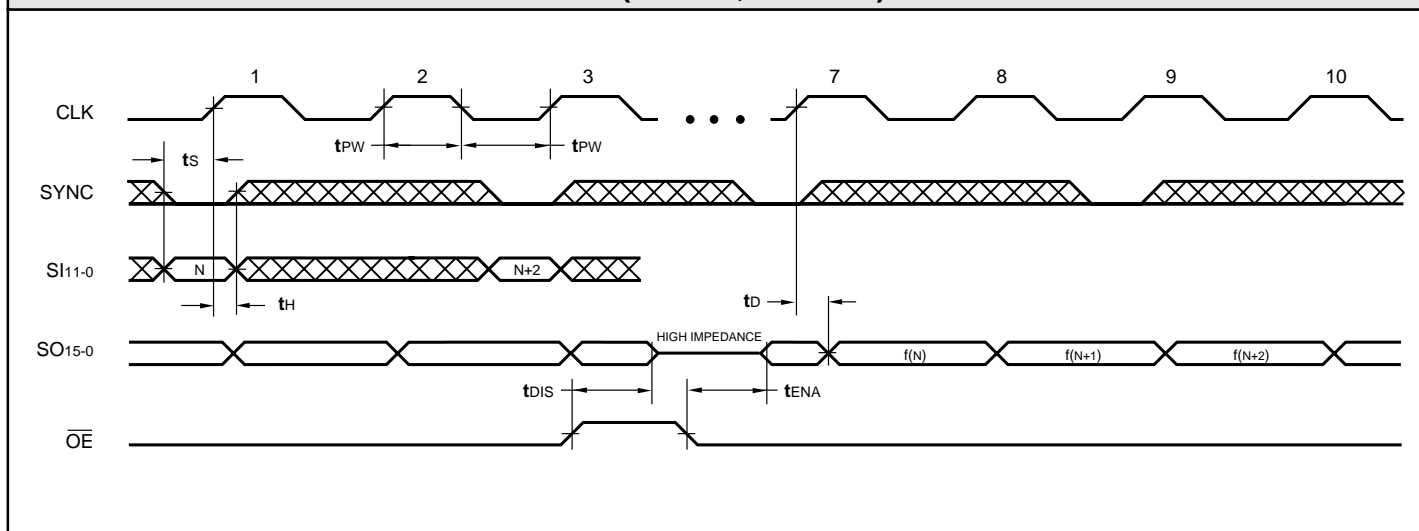 1 2 3 7 8 9 10
CLK
tPW tPW
tS
SYNC
SI11-0 N N+2
tH
tD
HIGH IMPEDANCE
SO15-0 f(N) f(N+1) f(N+2)
tDIS tENA
OE